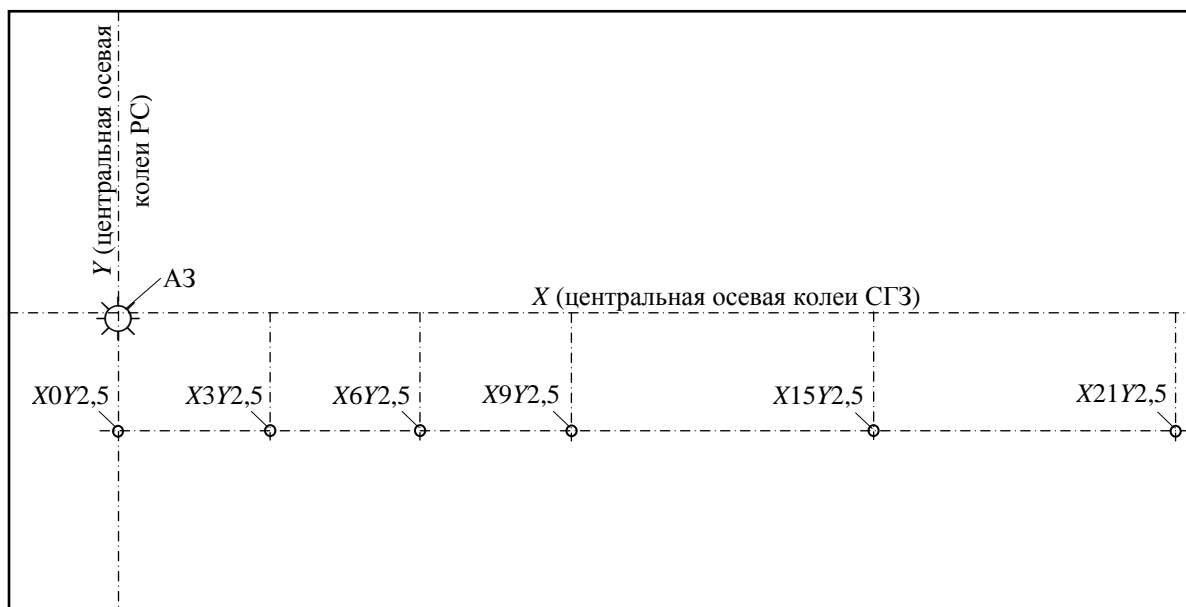 Y (центральная осевая
колеи РС)
АЗ
X (центральная осевая колеи СГЗ)
X0Y2,5
X3Y2,5
X6Y2,5
X9Y2,5
X15Y2,5
X21Y2,5